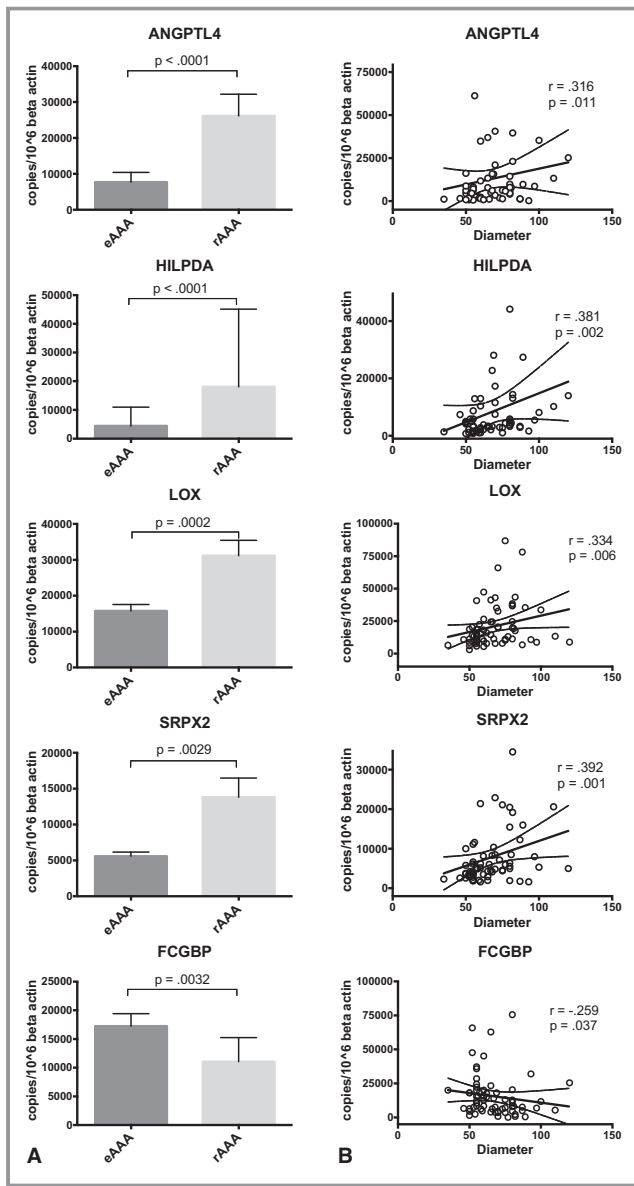 ANGPTL4
p < .0001
copies/10^6 beta actin
40000
30000
20000
10000
0
eAAA
rAAA
HILPDA
p < .0001
copies/10^6 beta actin
50000
40000
30000
20000
10000
0
eAAA
rAAA
LOX
p = .0002
copies/10^6 beta actin
40000
30000
20000
10000
0
eAAA
rAAA
SRPX2
p = .0029
copies/10^6 beta actin
20000
15000
10000
5000
0
eAAA
rAAA
FCGBP
p = .0032
copies/10^6 beta actin
25000
20000
15000
10000
5000
0
eAAA
rAAA
A
ANGPTL4
r = .316
p = .011
copies/10^6 beta actin
75000
50000
25000
0
0 50 100 150
Diameter
HILPDA
r = .381
p = .002
copies/10^6 beta actin
40000
20000
0
0 50 100 150
Diameter
LOX
r = .334
p = .006
copies/10^6 beta actin
100000
75000
50000
25000
0
0 50 100 150
Diameter
SRPX2
r = .392
p = .001
copies/10^6 beta actin
30000
20000
10000
0
0 50 100 150
Diameter
FCGBP
r = -.259
p = .037
copies/10^6 beta actin
100000
75000
50000
25000
0
0 50 100 150
Diameter
B